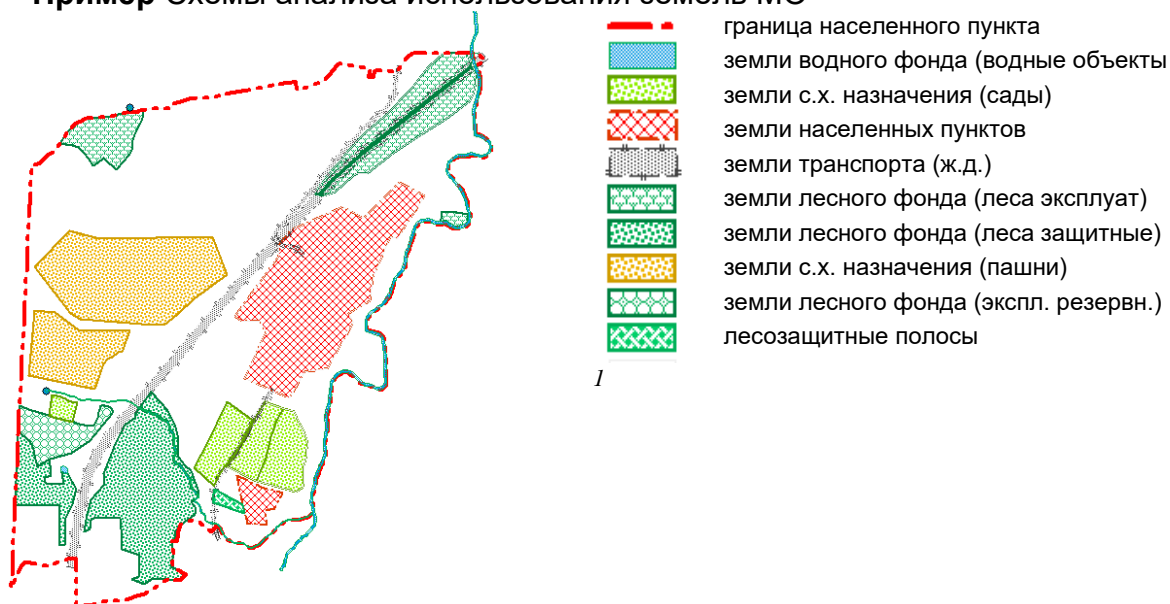 Пример Схемы анализа использования земель МО
граница населенного пункта
земли водного фонда (водные объекты
земли с.х. назначения (сады)
земли населенных пунктов
земли транспорта (ж.д.)
земли лесного фонда (леса эксплуат)
земли лесного фонда (леса защитные)
земли с.х. назначения (пашни)
земли лесного фонда (экспл. резервн.)
лесозащитные полосы
1